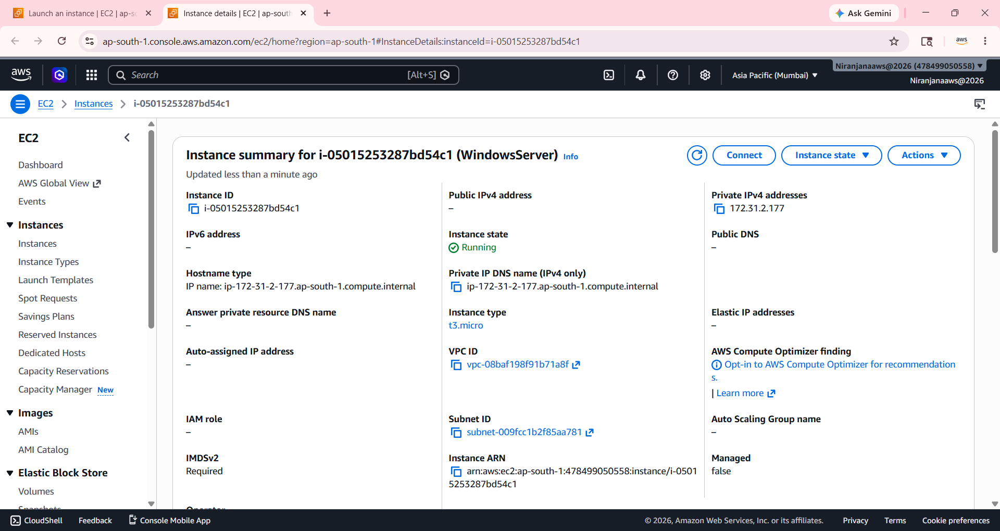 Launch an instance | EC2 | ap-sc
Instance details | EC2 | ap-south
Ask Gemini
ap-south-1.console.aws.amazon.com/ec2/home?region=ap-south-1#InstanceDetails:instanceId=i-05015253287bd54c1
aws
aws
Search
[Alt+S]
Asia Pacific (Mumbai)
Niranjanaaws@2026 (478499050558)
Niranjanaaws@2026
EC2
Instances
i-05015253287bd54c1
EC2
Dashboard
AWS Global View
Events
Instances
Instances
Instance Types
Launch Templates
Spot Requests
Savings Plans
Reserved Instances
Dedicated Hosts
Capacity Reservations
Capacity Manager New
Images
AMIs
AMI Catalog
Elastic Block Store
Volumes
Snapshots
Instance summary for i-05015253287bd54c1 (WindowsServer) Info
Updated less than a minute ago
Connect
Instance state
Actions
Instance ID
i-05015253287bd54c1
Public IPv4 address
–
Private IPv4 addresses
172.31.2.177
IPv6 address
–
Instance state
Running
Public DNS
–
Hostname type
IP name: ip-172-31-2-177.ap-south-1.compute.internal
Private IP DNS name (IPv4 only)
ip-172-31-2-177.ap-south-1.compute.internal
Answer private resource DNS name
–
Instance type
t3.micro
Elastic IP addresses
–
Auto-assigned IP address
–
VPC ID
vpc-08baf198f91b71a8f
AWS Compute Optimizer finding
Opt-in to AWS Compute Optimizer for recommendation
s.
| Learn more
IAM role
–
Subnet ID
subnet-009fcc1b2f85aa781
Auto Scaling Group name
–
IMDSv2
Required
Instance ARN
arn:aws:ec2:ap-south-1:478499050558:instance/i-0501
5253287bd54c1
Managed
false
Operator
CloudShell
Feedback
Console Mobile App
© 2026, Amazon Web Services, Inc. or its affiliates.
Privacy
Terms
Cookie preferences